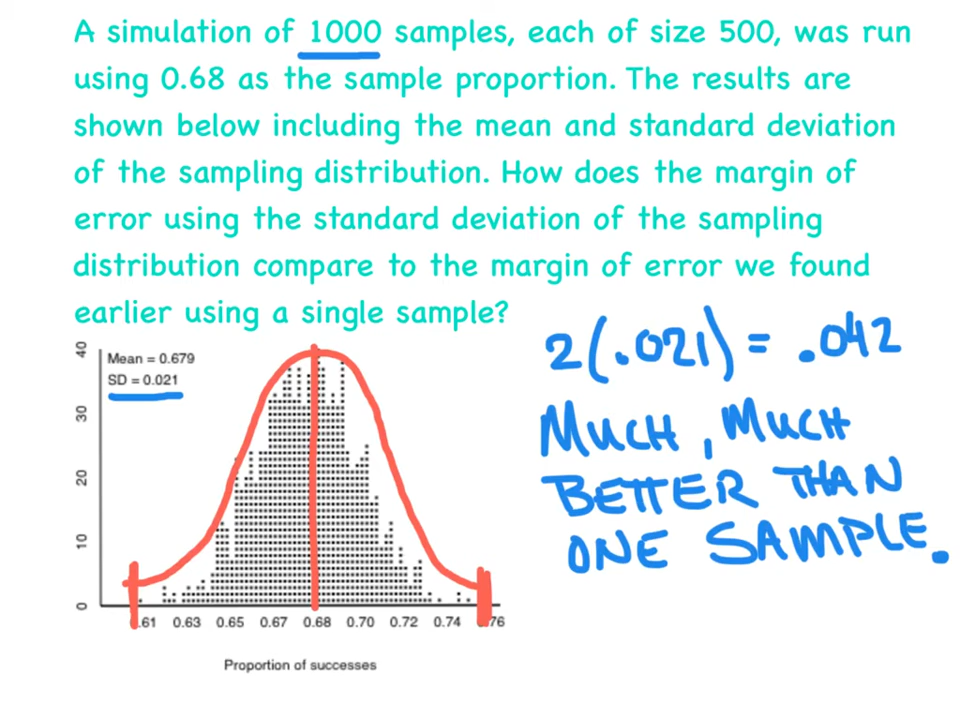 A simulation of 1000 samples, each of size 500, was run
using 0.68 as the sample proportion. The results are
shown below including the mean and standard deviation
of the sampling distribution. How does the margin of
error using the standard deviation of the sampling
distribution compare to the margin of error we found
earlier using a single sample?
2(.021) = .042
MUCH, MUCH
BETTER THAN
ONE SAMPLE.
Mean = 0.679
SD = 0.021
40
30
20
10
0
.61 0.63 0.65 0.67 0.68 0.70 0.72 0.74 .76
Proportion of successes